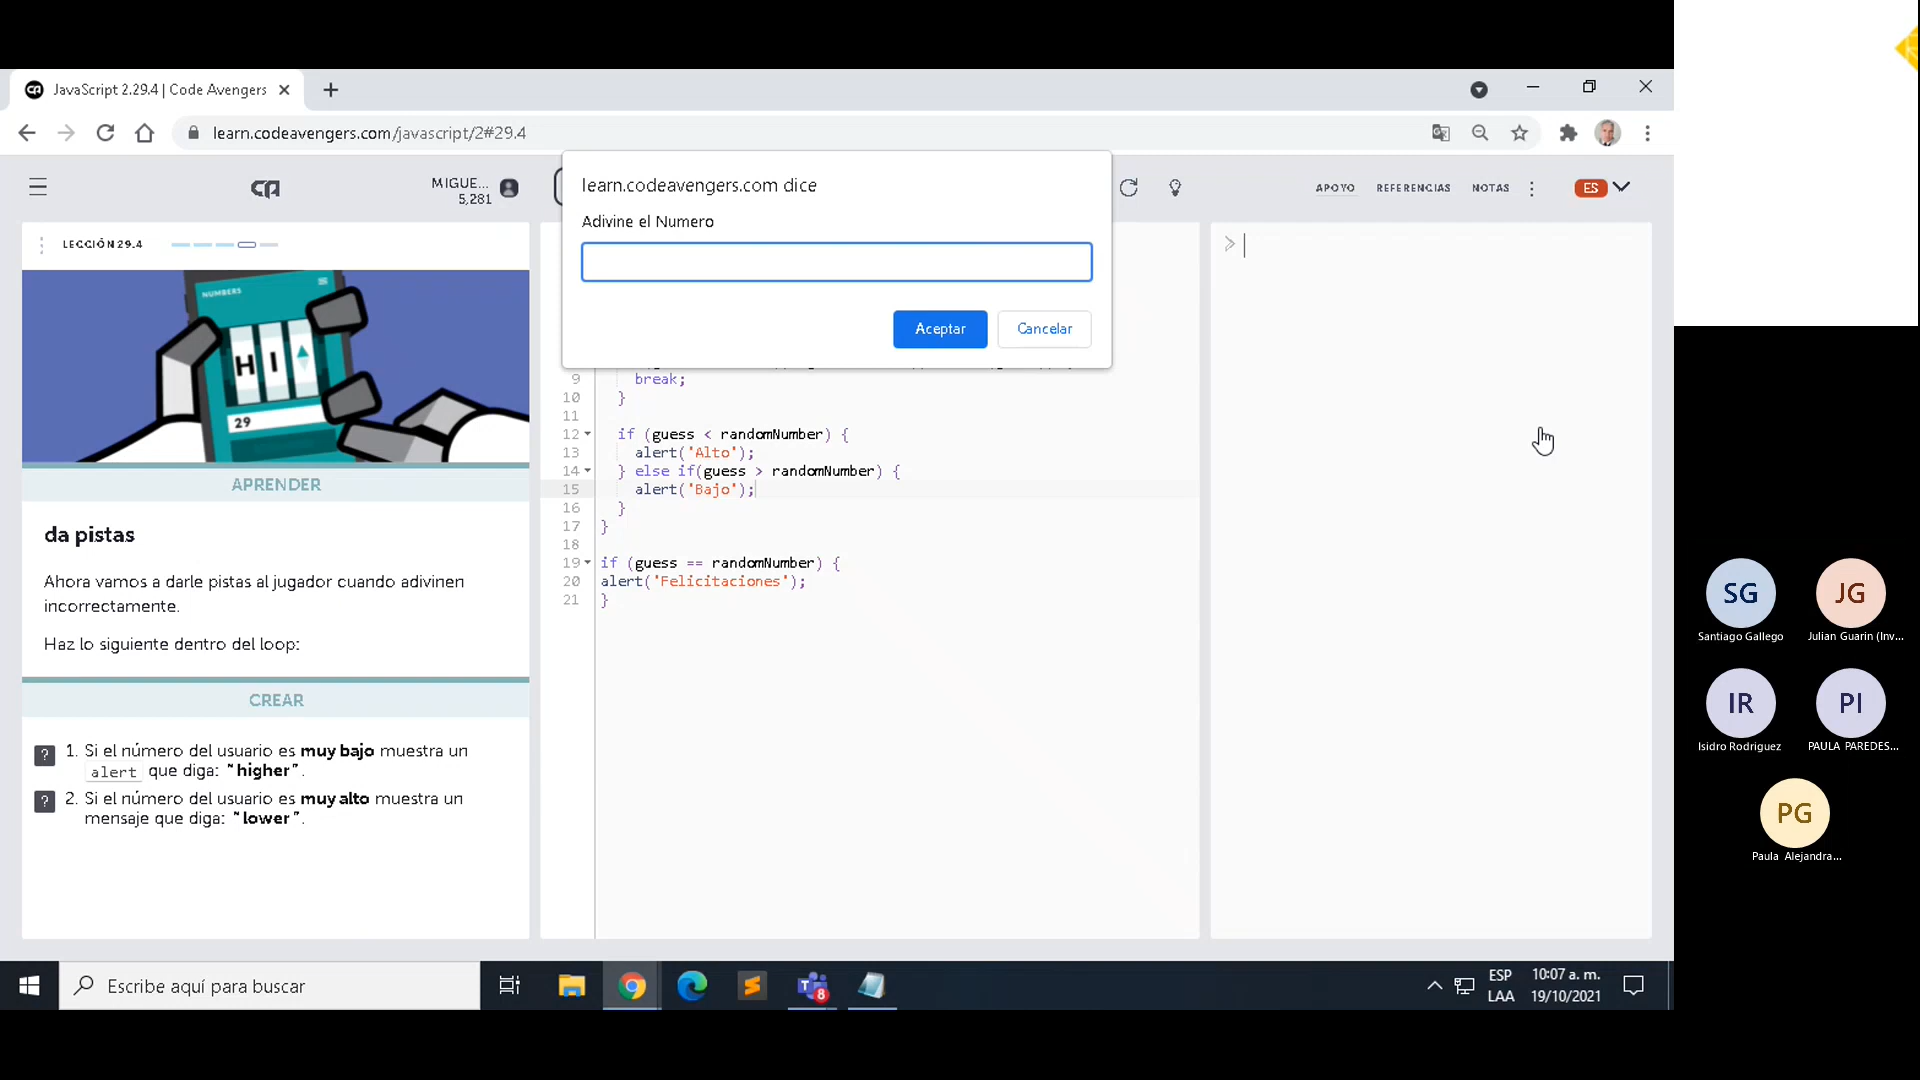 JavaScript 2.29.4 | Code Avengers
learn.codeavengers.com/javascript/2#29.4
MIGUE...
5,281
APOYO
REFERENCIAS
NOTAS
ES
learn.codeavengers.com dice
Adivine el Numero
Aceptar
Cancelar
LECCIÓN 29.4
NUMBERS
HI
29
APRENDER
da pistas
Ahora vamos a darle pistas al jugador cuando adivinen
incorrectamente.
Haz lo siguiente dentro del loop:
CREAR
1. Si el número del usuario es muy bajo muestra un
alert que diga: "higher".
2. Si el número del usuario es muy alto muestra un
mensaje que diga: "lower".
9 break;
10 }
11
12 if (guess < randomNumber) {
13 alert('Alto');
14 } else if(guess > randomNumber) {
15 alert('Bajo');
16 }
17 }
18
19 if (guess == randomNumber) {
20 alert('Felicitaciones');
21 }
>
SG
Santiago Gallego
JG
Julian Guarin (Inv...
IR
Isidro Rodriguez
PI
PAULA PAREDES...
PG
Paula Alejandra...
Escribe aquí para buscar
8
ESP
LAA
10:07 a. m.
19/10/2021